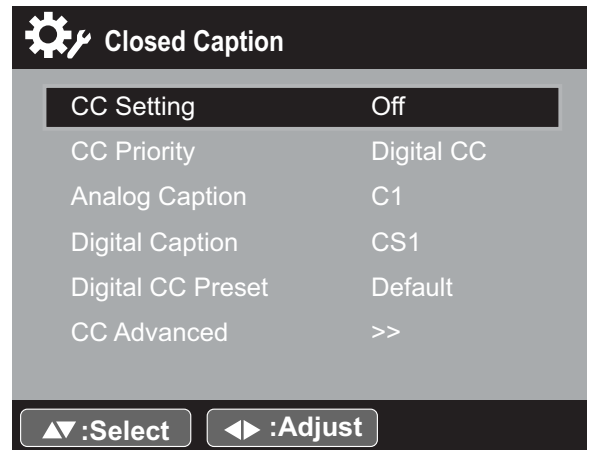 Closed Caption
CC Setting Off
CC Priority Digital CC
Analog Caption C1
Digital Caption CS1
Digital CC Preset Default
CC Advanced >>
▲▼:Select ◀▶:Adjust